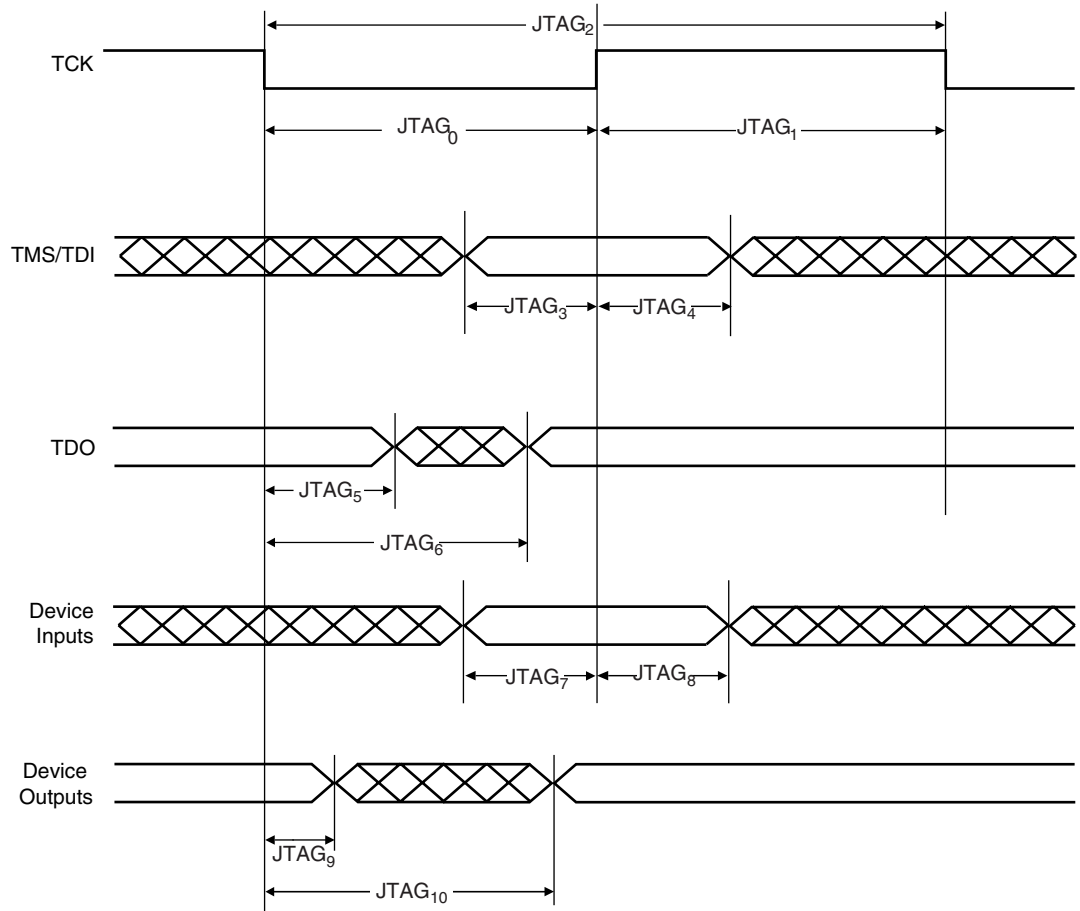 JTAG₂
TCK
JTAG₀
JTAG₁
TMS/TDI
JTAG₃
JTAG₄
TDO
JTAG₅
JTAG₆
Device
Inputs
JTAG₇
JTAG₈
Device
Outputs
JTAG₉
JTAG₁₀